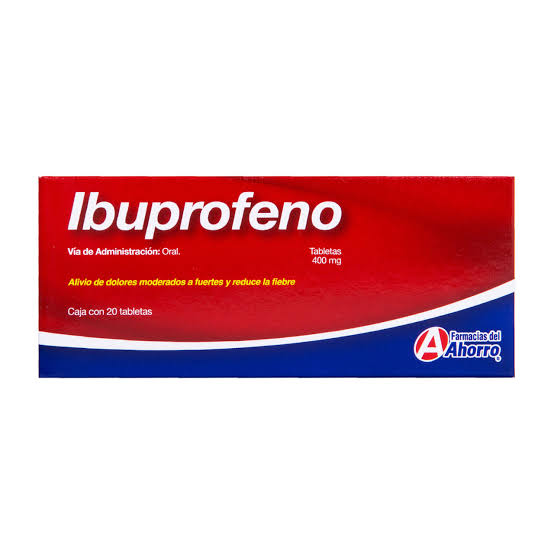 Ibuprofeno
Vía de Administración: Oral.
Tabletas
400 mg
Alivio de dolores moderados a fuertes y reduce la fiebre
Caja con 20 tabletas
A
Farmacias del
Ahorro®